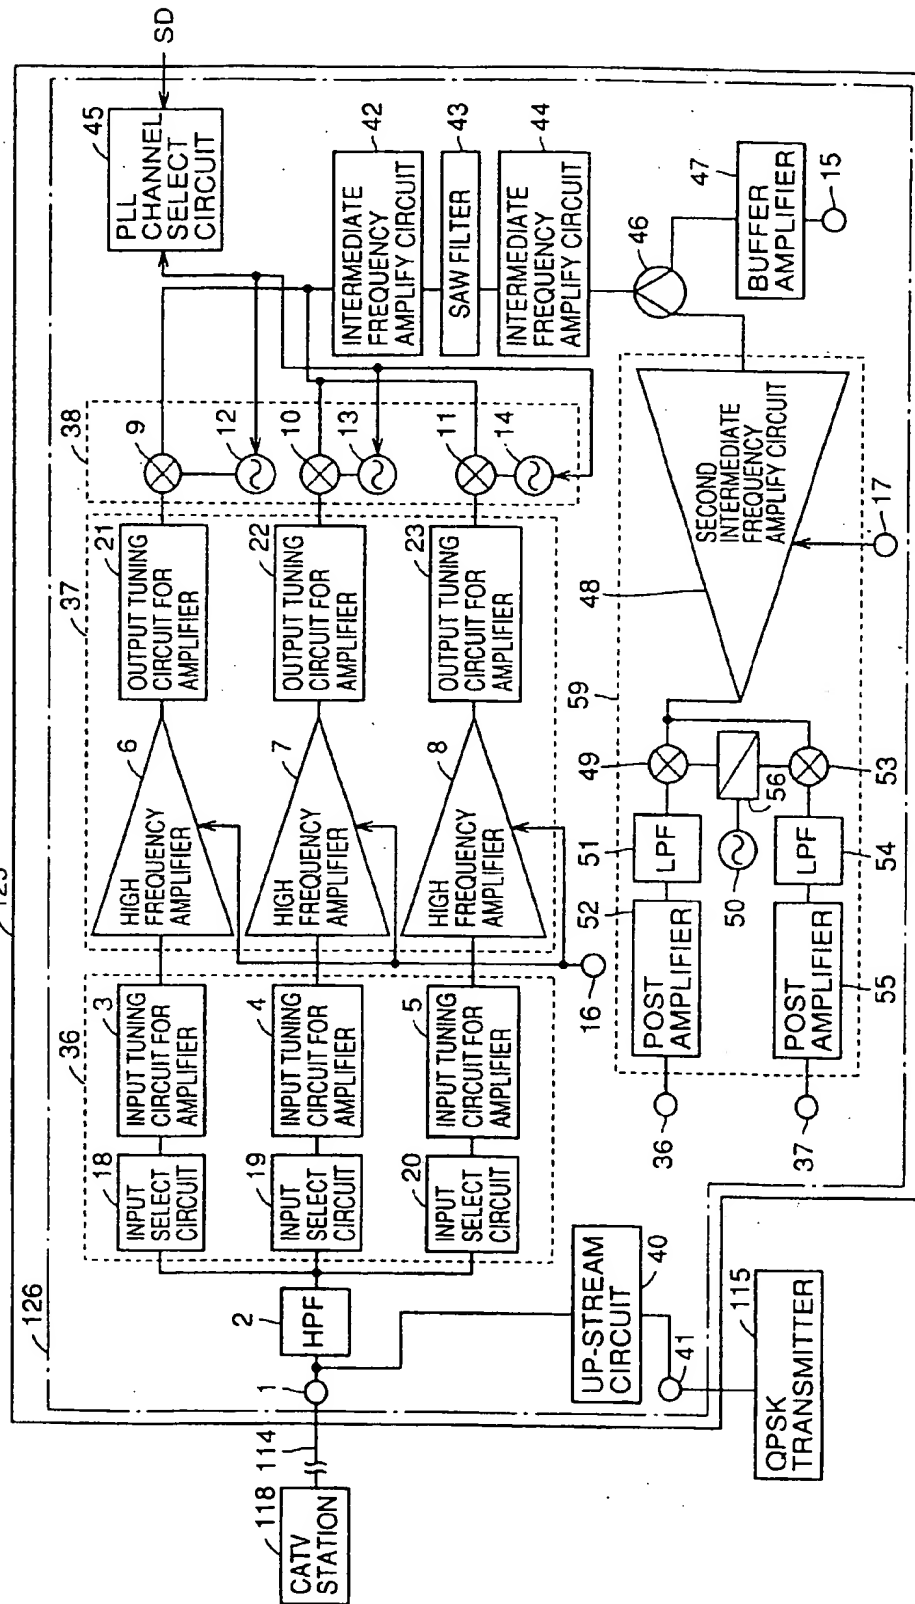 125
126
118
CATV
STATION
114
1
2
HPF
36
18
INPUT
SELECT
CIRCUIT
3
INPUT TUNING
CIRCUIT FOR
AMPLIFIER
19
INPUT
SELECT
CIRCUIT
4
INPUT TUNING
CIRCUIT FOR
AMPLIFIER
20
INPUT
SELECT
CIRCUIT
5
INPUT TUNING
CIRCUIT FOR
AMPLIFIER
37
6
HIGH
FREQUENCY
AMPLIFIER
21
OUTPUT TUNING
CIRCUIT FOR
AMPLIFIER
7
HIGH
FREQUENCY
AMPLIFIER
22
OUTPUT TUNING
CIRCUIT FOR
AMPLIFIER
8
HIGH
FREQUENCY
AMPLIFIER
23
OUTPUT TUNING
CIRCUIT FOR
AMPLIFIER
16
38
9
12
10
13
11
14
45
PLL
CHANNEL
SELECT
CIRCUIT
SD
42
INTERMEDIATE
FREQUENCY
AMPLIFY CIRCUIT
43
SAW FILTER
44
INTERMEDIATE
FREQUENCY
AMPLIFY CIRCUIT
46
47
BUFFER
AMPLIFIER
15
UP-STREAM
CIRCUIT
40
41
115
QPSK
TRANSMITTER
59
48
SECOND
INTERMEDIATE
FREQUENCY
AMPLIFY CIRCUIT
17
49
51
LPF
52
POST
AMPLIFIER
36
50
56
53
LPF
54
POST
AMPLIFIER
55
37